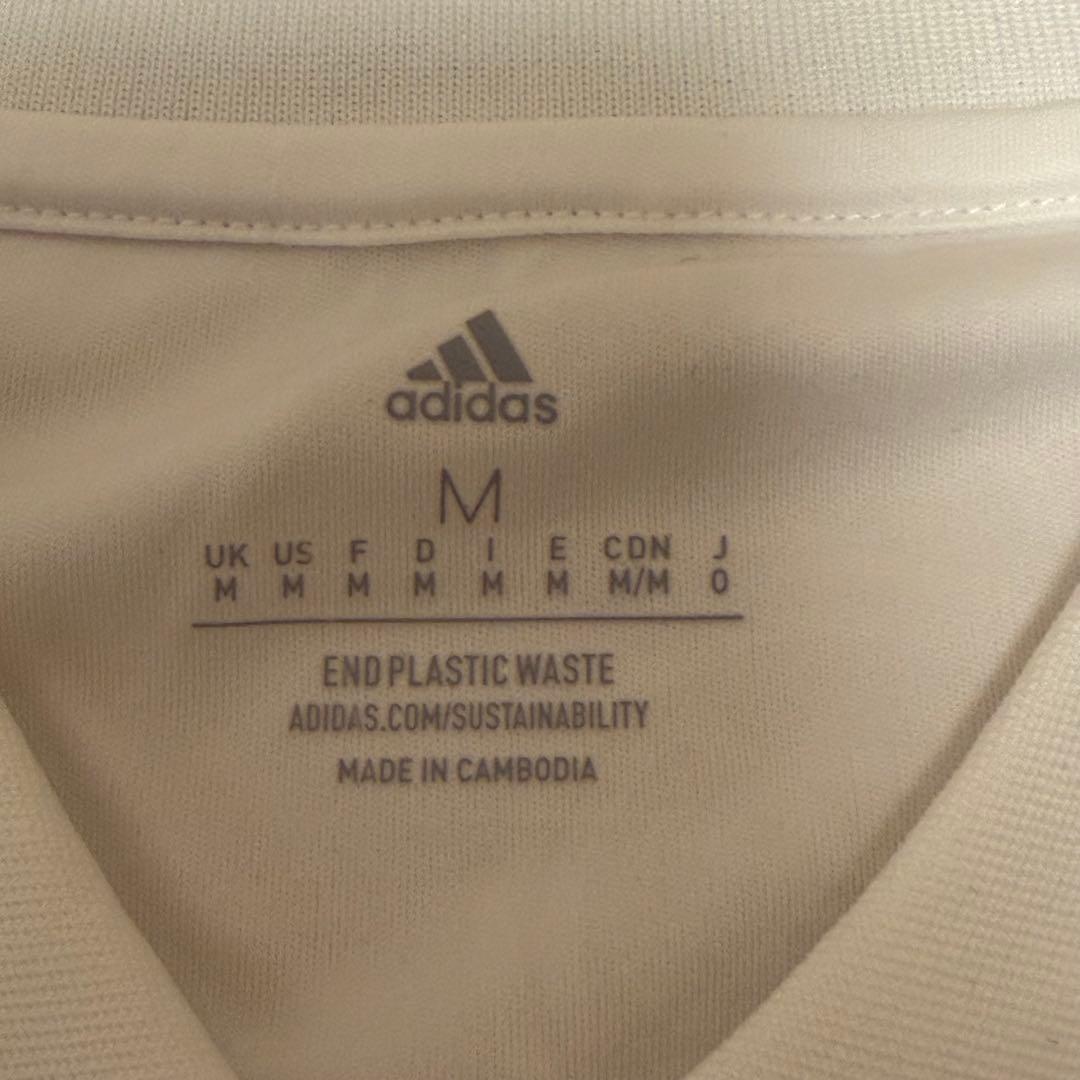 adidas
M
UK US F D I E CDN J
M M M M M M M/M O
END PLASTIC WASTE
ADIDAS.COM/SUSTAINABILITY
MADE IN CAMBODIA